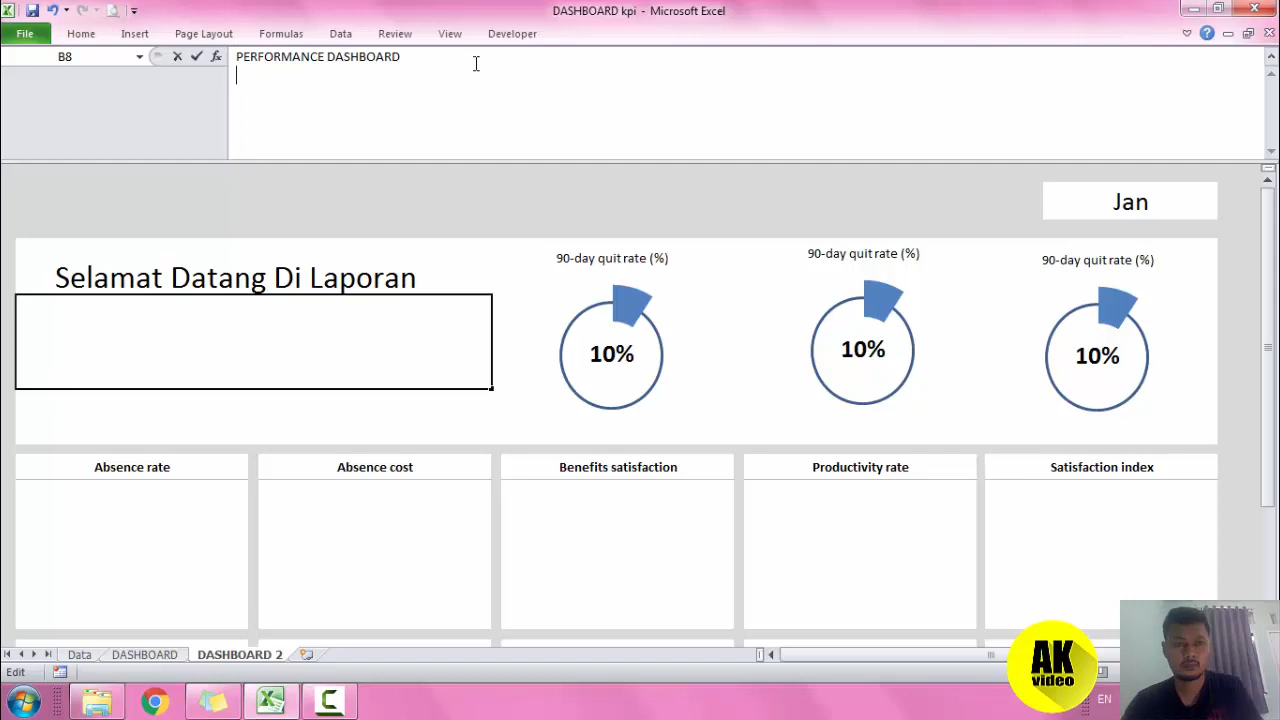 DASHBOARD kpi - Microsoft Excel
File Home Insert Page Layout Formulas Data Review View Developer
B8 fx PERFORMANCE DASHBOARD
Jan
Selamat Datang Di Laporan
90-day quit rate (%) 90-day quit rate (%) 90-day quit rate (%)
10% 10% 10%
Absence rate Absence cost Benefits satisfaction Productivity rate Satisfaction index
Data DASHBOARD DASHBOARD 2
Edit
AK
video
EN